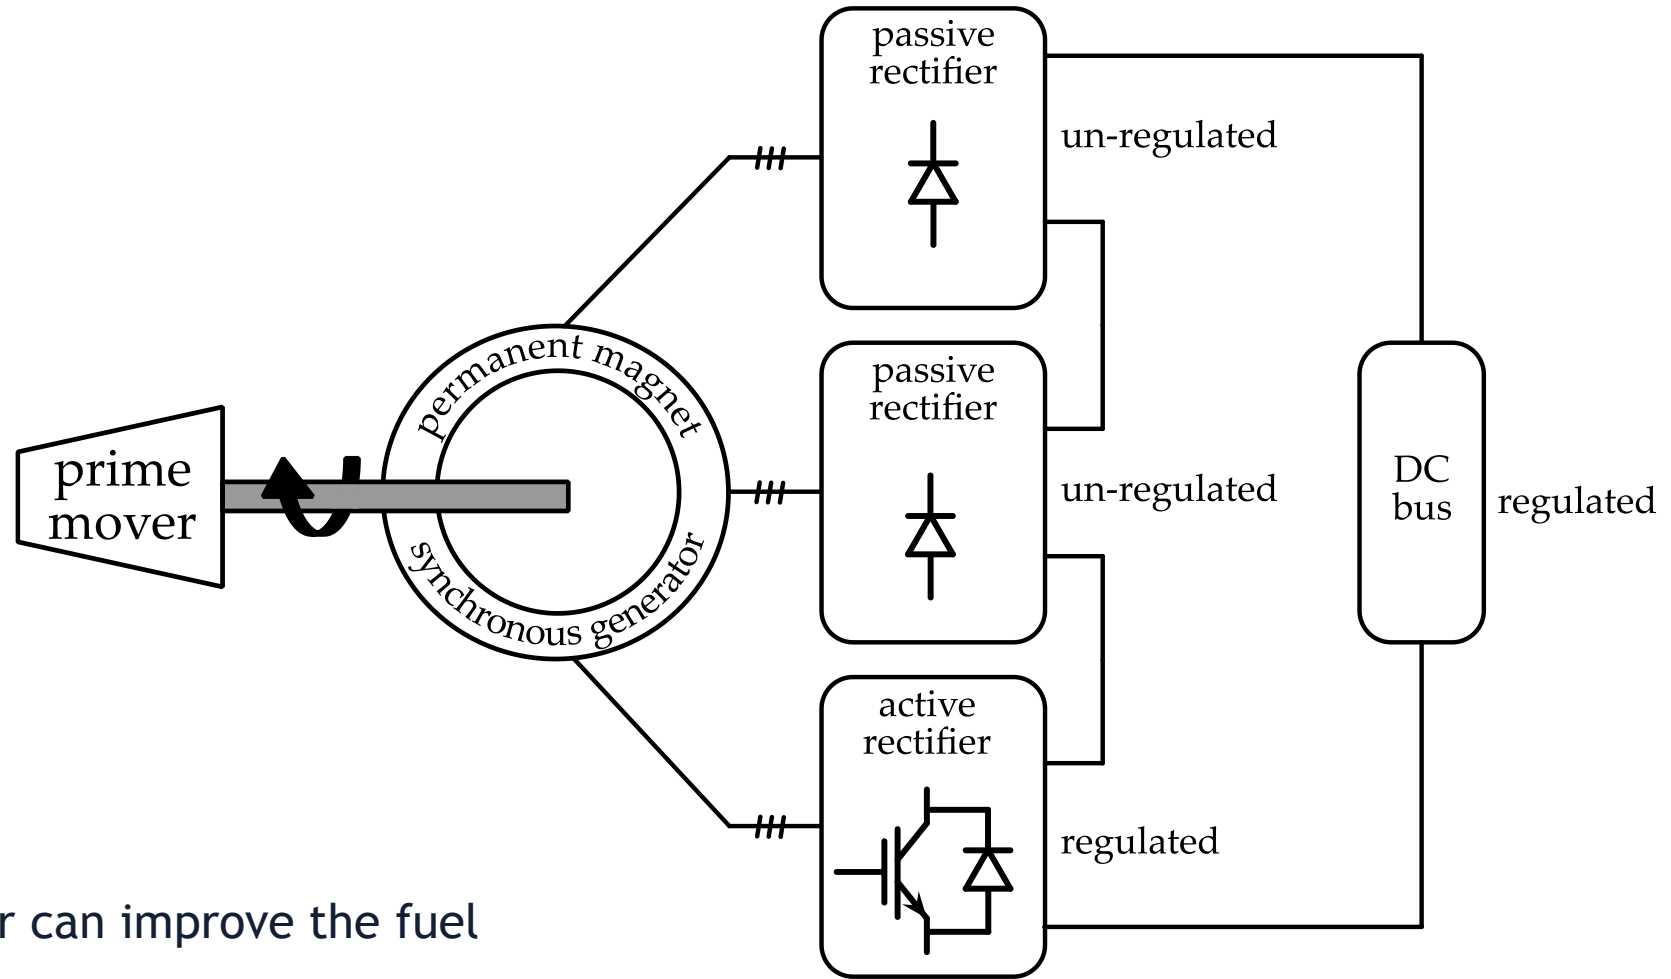 passive
rectifier
un-regulated
permanent magnet
passive
rectifier
prime
mover
DC
bus
un-regulated
regulated
synchronous generator
active
rectifier
regulated
r can improve the fuel